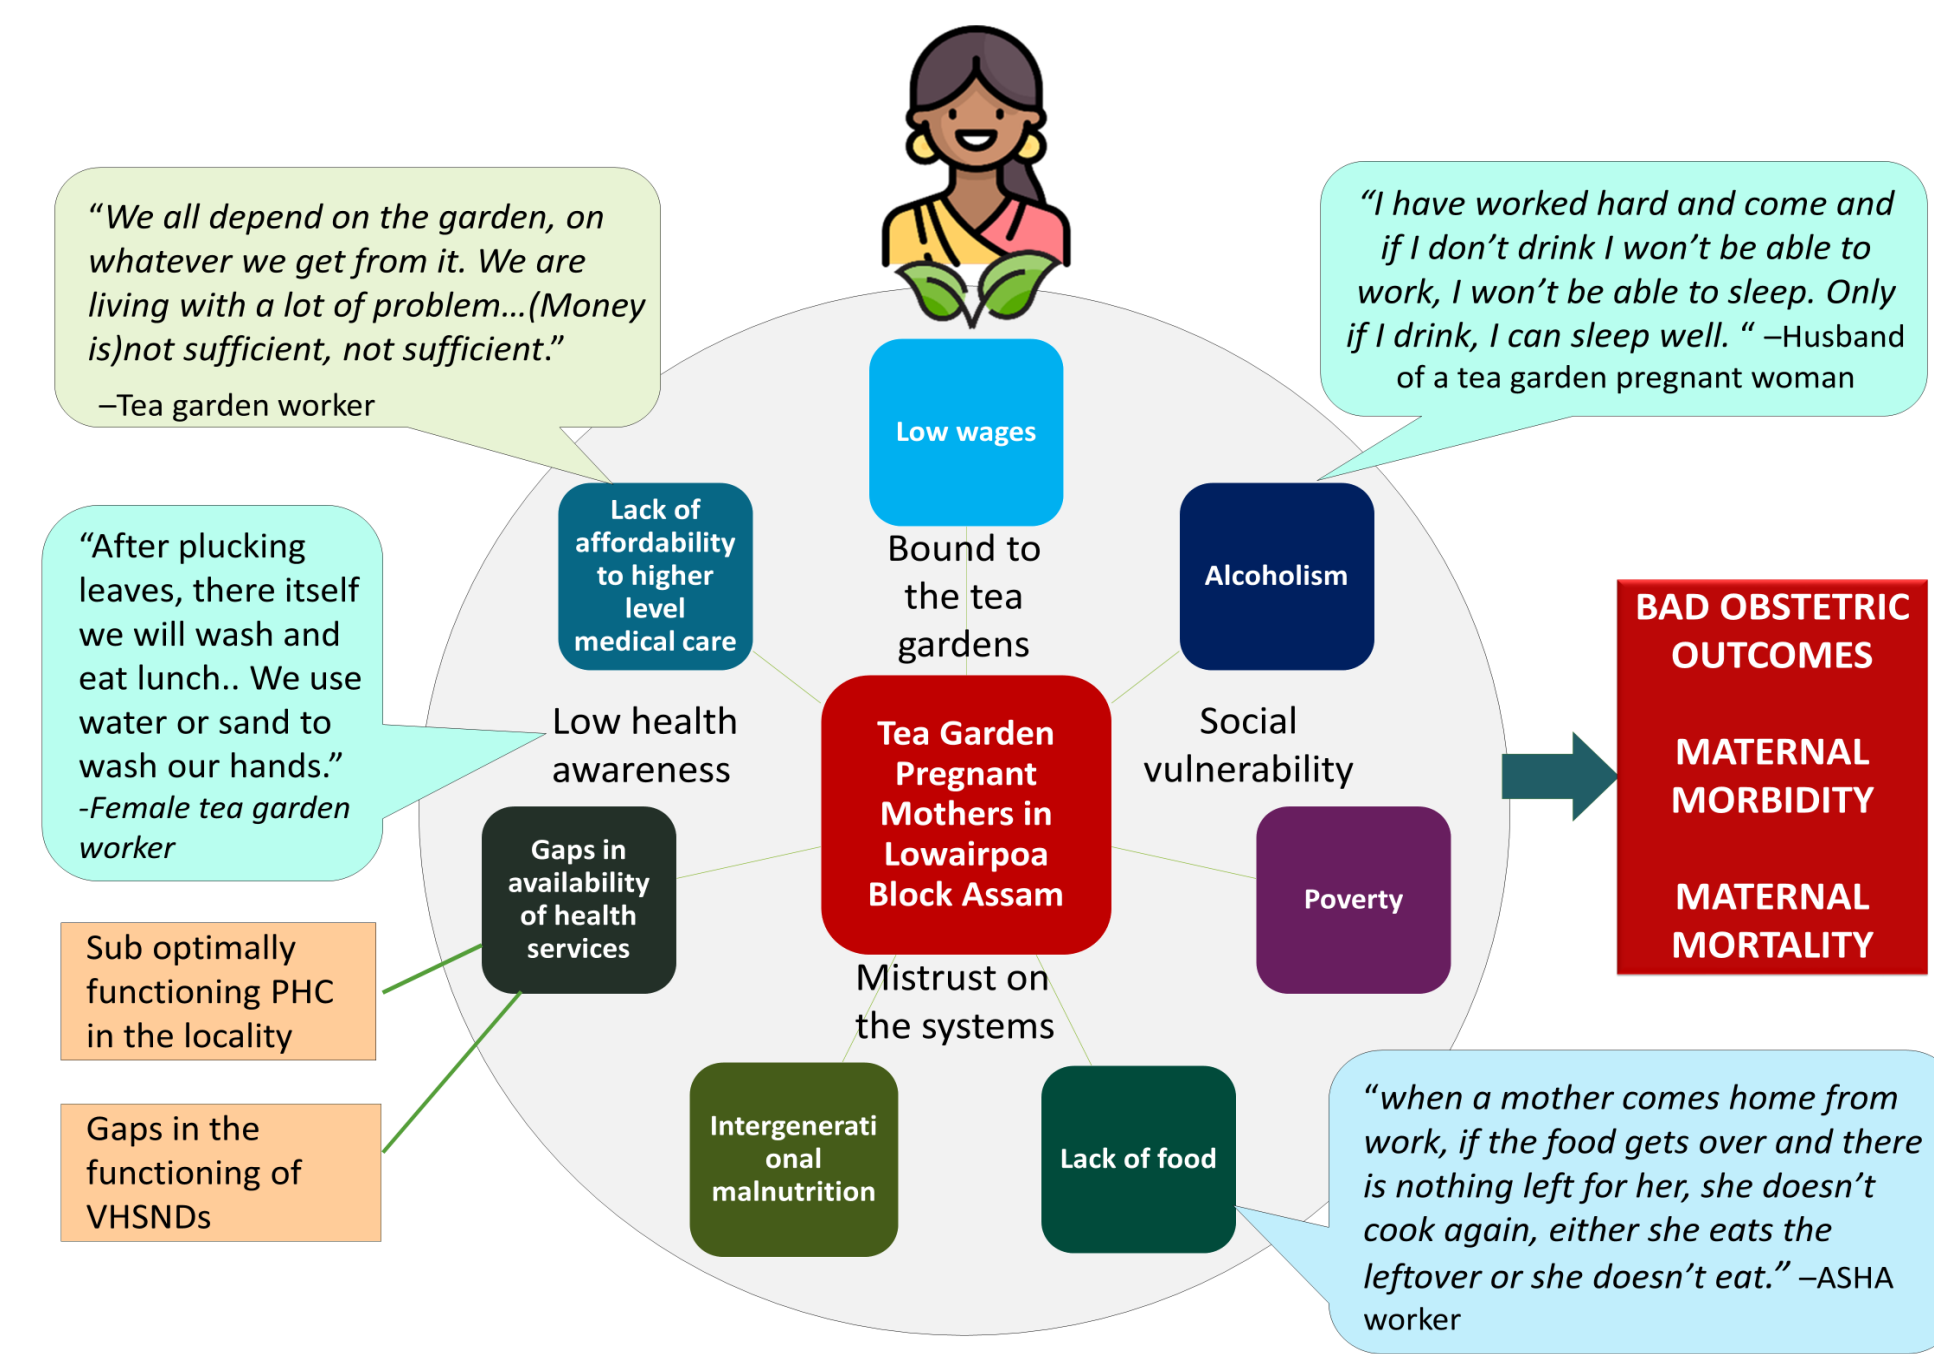 “We all depend on the garden, on
whatever we get from it. We are
living with a lot of problem...(Money
is)not sufficient, not sufficient.”
–Tea garden worker
“I have worked hard and come and
if I don’t drink I won’t be able to
work, I won’t be able to sleep. Only
if I drink, I can sleep well. “ –Husband
of a tea garden pregnant woman
Low wages
Lack of
affordability
to higher
level
medical care
Bound to
the tea
gardens
Alcoholism
“After plucking
leaves, there itself
we will wash and
eat lunch.. We use
water or sand to
wash our hands.”
-Female tea garden
worker
Low health
awareness
Tea Garden
Pregnant
Mothers in
Lowairpoa
Block Assam
Social
vulnerability
BAD OBSTETRIC
OUTCOMES
MATERNAL
MORBIDITY
MATERNAL
MORTALITY
Gaps in
availability
of health
services
Poverty
Sub optimally
functioning PHC
in the locality
Mistrust on
the systems
Gaps in the
functioning of
VHSNDs
Intergenerati
onal
malnutrition
Lack of food
“when a mother comes home from
work, if the food gets over and there
is nothing left for her, she doesn’t
cook again, either she eats the
leftover or she doesn’t eat.” –ASHA
worker